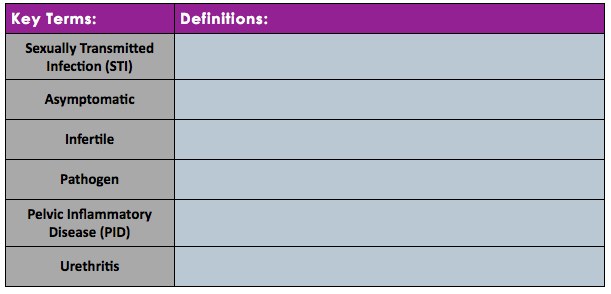 Key Terms:
Definitions:
Sexually Transmitted
Infection (STI)
Asymptomatic
Infertile
Pathogen
Pelvic Inflammatory
Disease (PID)
Urethritis